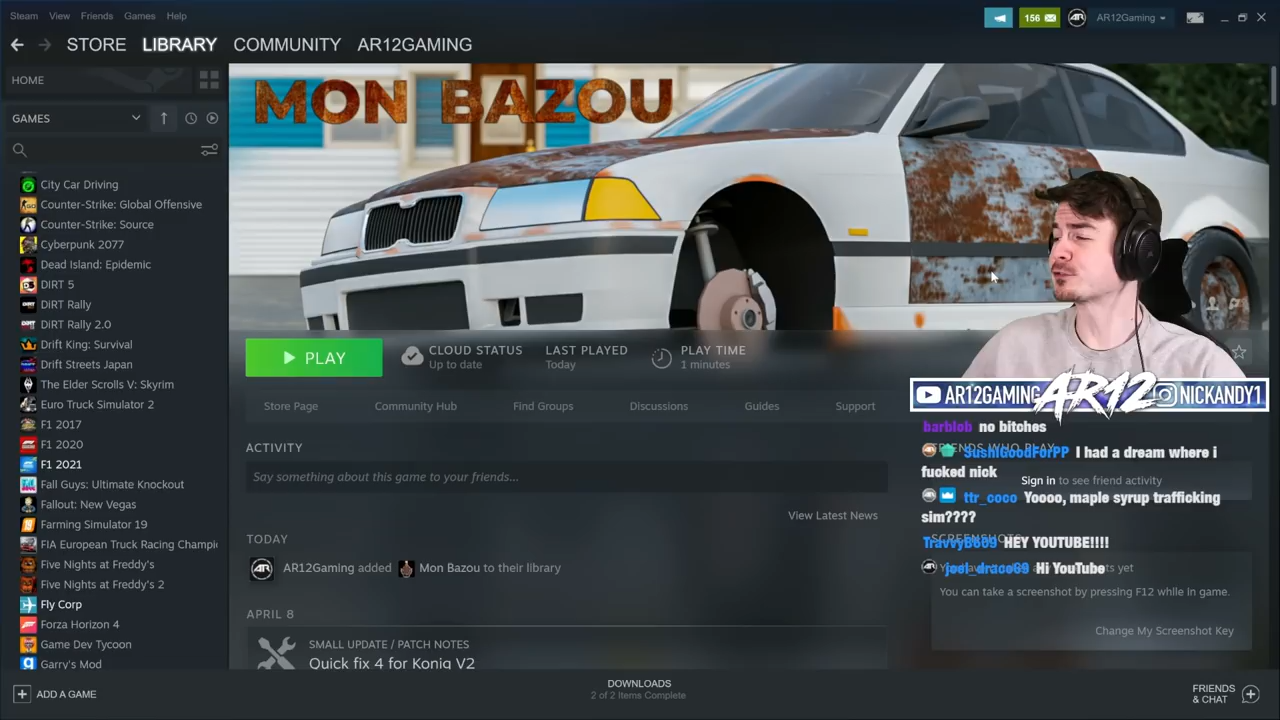 Steam View Friends Games Help
156 AR12Gaming
STORE LIBRARY COMMUNITY AR12GAMING
HOME
GAMES
City Car Driving
Counter-Strike: Global Offensive
Counter-Strike: Source
Cyberpunk 2077
Dead Island: Epidemic
DIRT 5
DiRT Rally
DiRT Rally 2.0
Drift King: Survival
Drift Streets Japan
The Elder Scrolls V: Skyrim
Euro Truck Simulator 2
F1 2017
F1 2020
F1 2021
Fall Guys: Ultimate Knockout
Fallout: New Vegas
Farming Simulator 19
FIA European Truck Racing Champi
Five Nights at Freddy's
Five Nights at Freddy's 2
Fly Corp
Forza Horizon 4
Game Dev Tycoon
Garry's Mod
MON BAZOU
PLAY
CLOUD STATUS
Up to date
LAST PLAYED
Today
PLAY TIME
1 minutes
Store Page Community Hub Find Groups Discussions Guides Support
ACTIVITY
Say something about this game to your friends...
View Latest News
TODAY
AR12Gaming added Mon Bazou to their library
APRIL 8
SMALL UPDATE / PATCH NOTES
Quick fix 4 for Konig V2
AR12GAMING AR12 NICKANDY1
barblob no bitches
FRIENDS WHO PLAY
SushiGoodForPP I had a dream where i
fucked nick
Sign in to see friend activity
ttr_coco Yoooo, maple syrup trafficking
sim????
SCREENSHOTS
HEY YOUTUBE!!!!
joel_draco89 Hi YouTube
You can take a screenshot by pressing F12 while in game.
Change My Screenshot Key
ADD A GAME
DOWNLOADS
2 of 2 Items Complete
FRIENDS
& CHAT